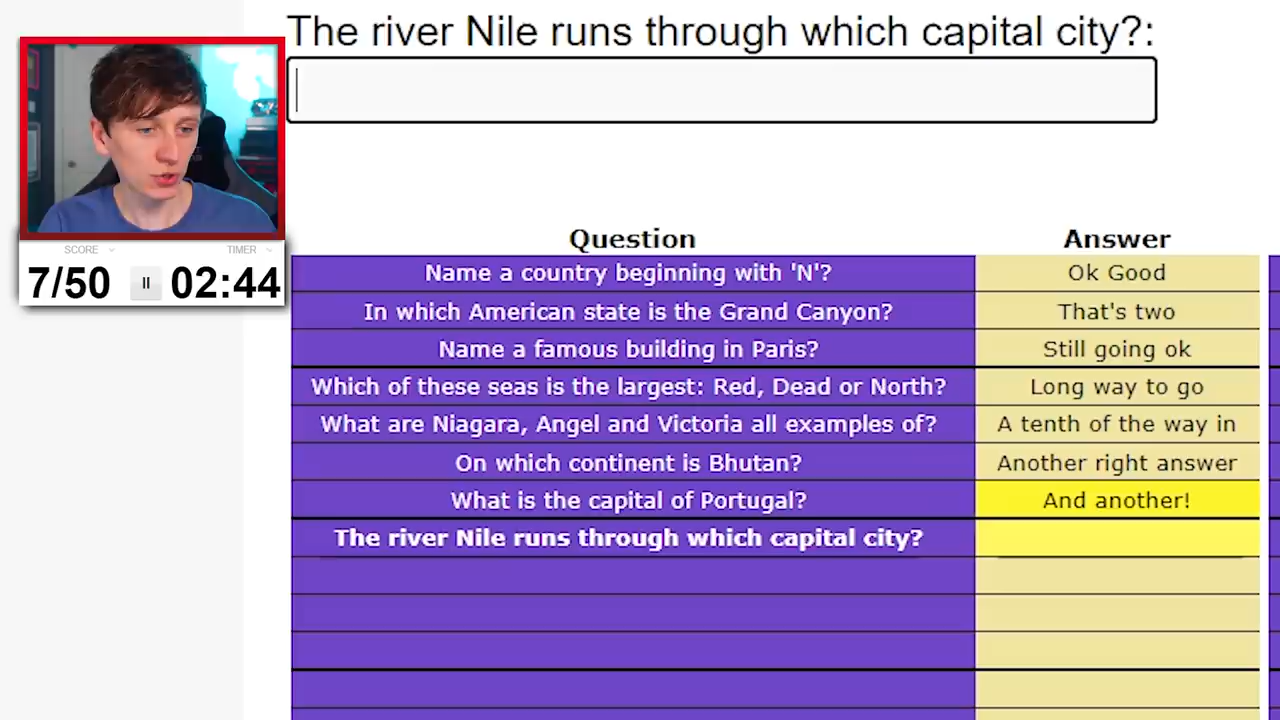 The river Nile runs through which capital city?:
SCORE
TIMER
7/50
02:44
Question Answer
Name a country beginning with 'N'? Ok Good
In which American state is the Grand Canyon? That's two
Name a famous building in Paris? Still going ok
Which of these seas is the largest: Red, Dead or North? Long way to go
What are Niagara, Angel and Victoria all examples of? A tenth of the way in
On which continent is Bhutan? Another right answer
What is the capital of Portugal? And another!
The river Nile runs through which capital city?